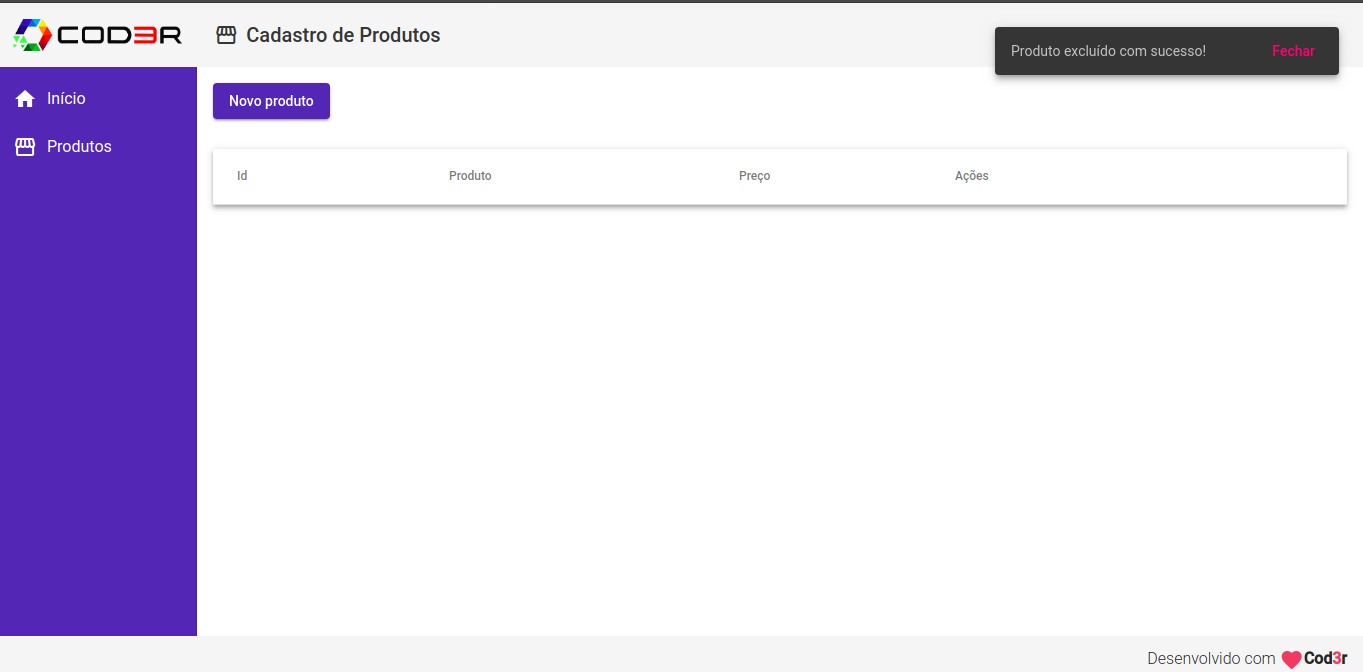 COD3R
Cadastro de Produtos
Produto excluído com sucesso! Fechar
Início
Produtos
Novo produto
Id Produto Preço Ações
Desenvolvido com Cod3r